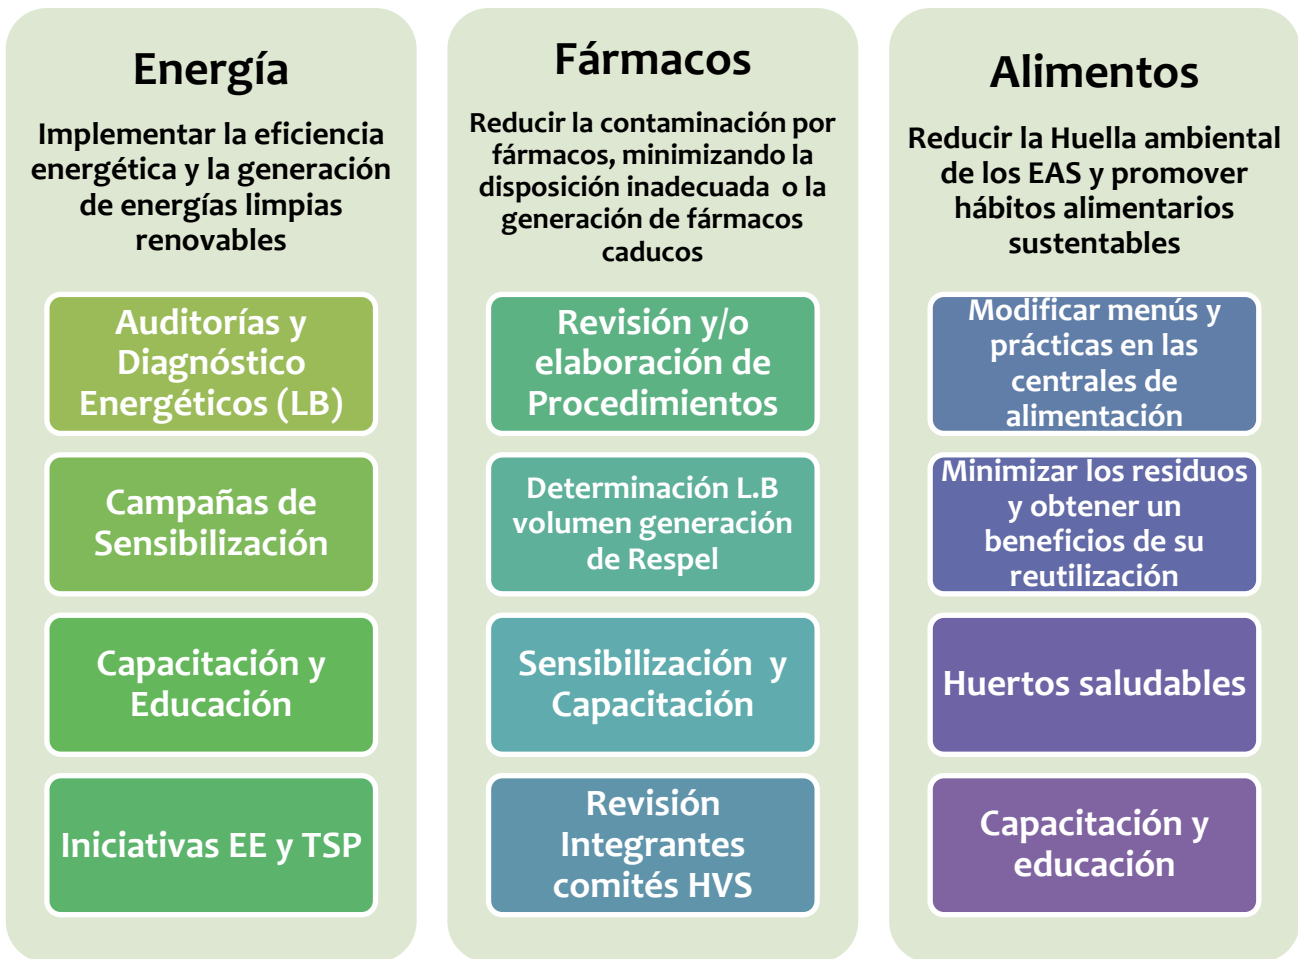 Energía
Implementar la eficiencia
energética y la generación
de energías limpias
renovables
Auditorías y
Diagnóstico
Energéticos (LB)
Campañas de
Sensibilización
Capacitación y
Educación
Iniciativas EE y TSP
Fármacos
Reducir la contaminación por
fármacos, minimizando la
disposición inadecuada o la
generación de fármacos
caducos
Revisión y/o
elaboración de
Procedimientos
Determinación L.B
volumen generación
de Respel
Sensibilización y
Capacitación
Revisión
Integrantes
comités HVS
Alimentos
Reducir la Huella ambiental
de los EAS y promover
hábitos alimentarios
sustentables
Modificar menús y
prácticas en las
centrales de
alimentación
Minimizar los residuos
y obtener un
beneficios de su
reutilización
Huertos saludables
Capacitación y
educación